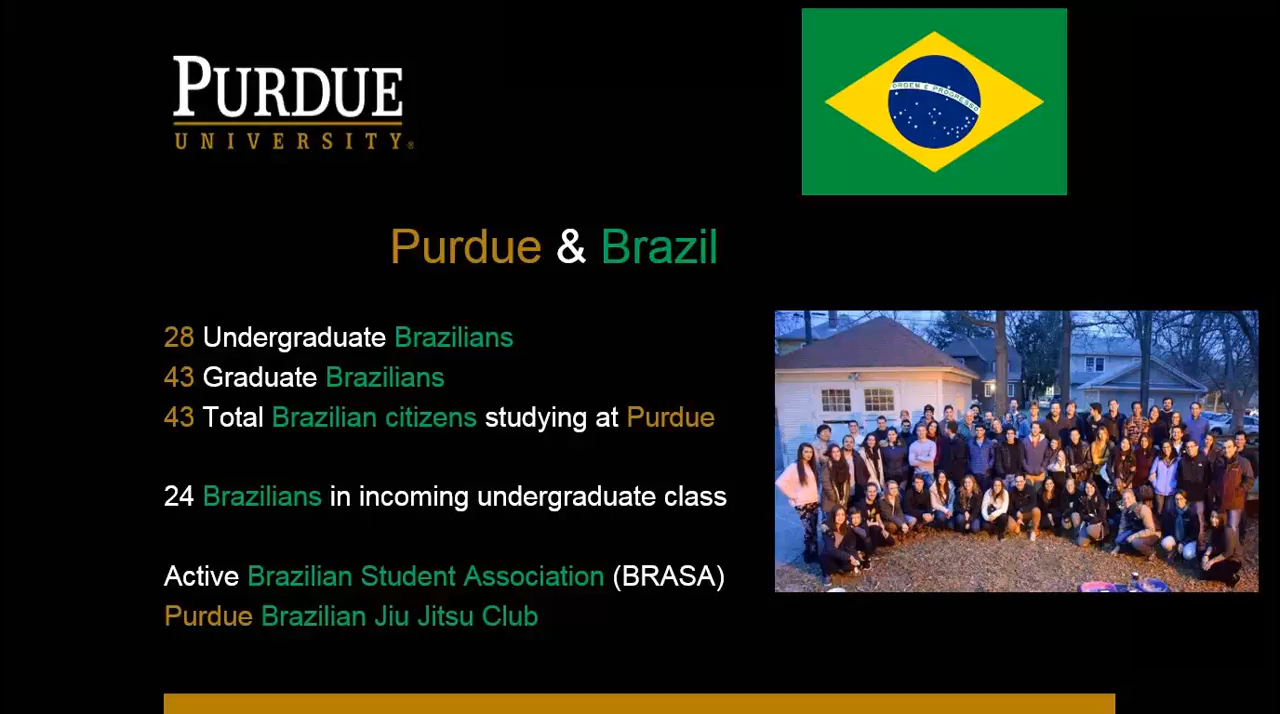 PURDUE
UNIVERSITY®
ORDEM E PROGRESSO
Purdue & Brazil
28 Undergraduate Brazilians
43 Graduate Brazilians
43 Total Brazilian citizens studying at Purdue
24 Brazilians in incoming undergraduate class
Active Brazilian Student Association (BRASA)
Purdue Brazilian Jiu Jitsu Club